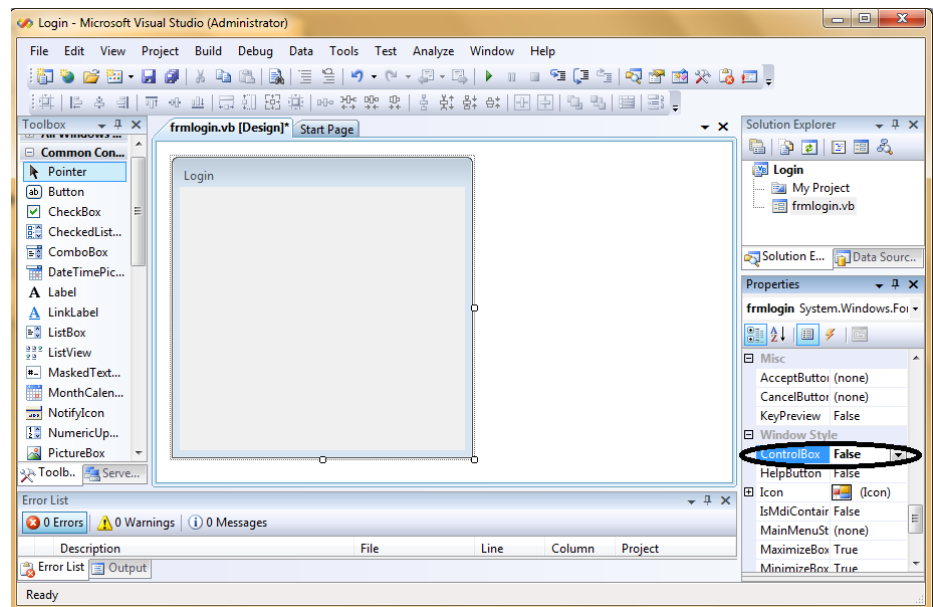 Login - Microsoft Visual Studio (Administrator)
File Edit View Project Build Debug Data Tools Test Analyze Window Help
Toolbox
All Windows ...
Common Con...
Pointer
Button
CheckBox
CheckedList...
ComboBox
DateTimePic...
Label
LinkLabel
ListBox
ListView
MaskedText...
MonthCalen...
NotifyIcon
NumericUp...
PictureBox
Toolb.. Serve...
frmlogin.vb [Design]* Start Page
Login
Solution Explorer
Login
My Project
frmlogin.vb
Solution E... Data Sourc..
Properties
frmlogin System.Windows.For
Misc
AcceptButtor (none)
CancelButtor (none)
KeyPreview False
Window Style
ControlBox False
HelpButton False
Icon (Icon)
IsMdiContair False
MainMenuSt (none)
MaximizeBox True
MinimizeBox True
Error List
0 Errors 0 Warnings 0 Messages
Description File Line Column Project
Error List Output
Ready